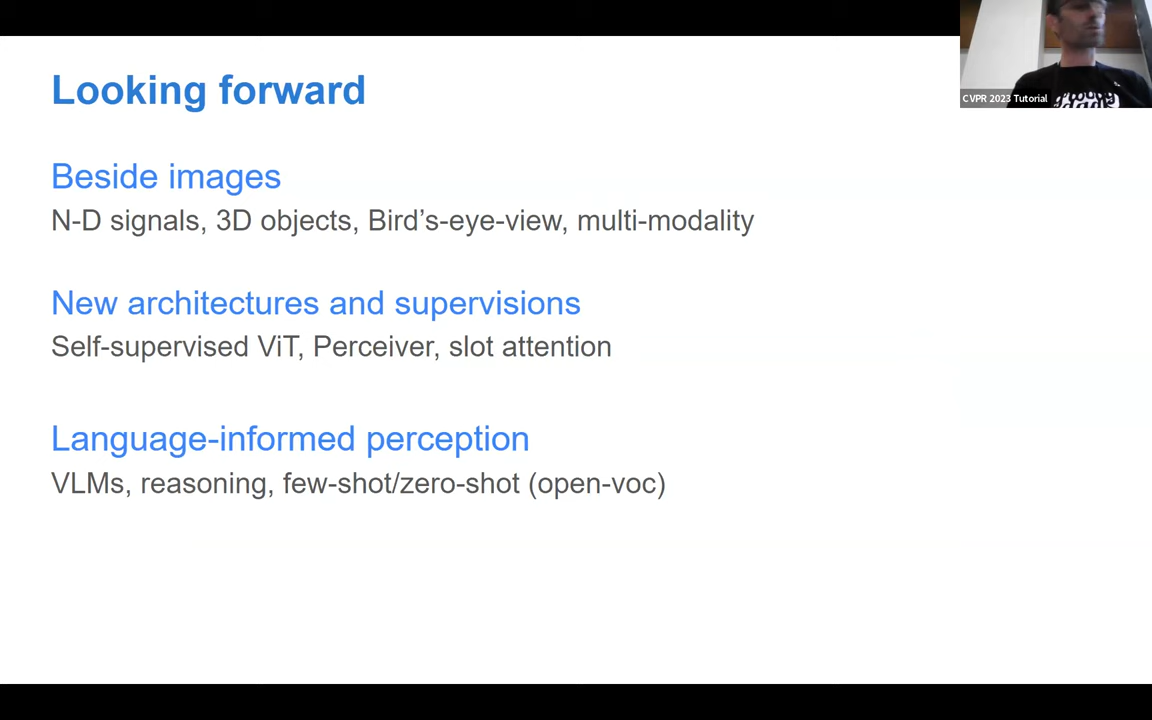 Looking forward
CVPR 2023 Tutorial
Beside images
N-D signals, 3D objects, Bird’s-eye-view, multi-modality
New architectures and supervisions
Self-supervised ViT, Perceiver, slot attention
Language-informed perception
VLMs, reasoning, few-shot/zero-shot (open-voc)